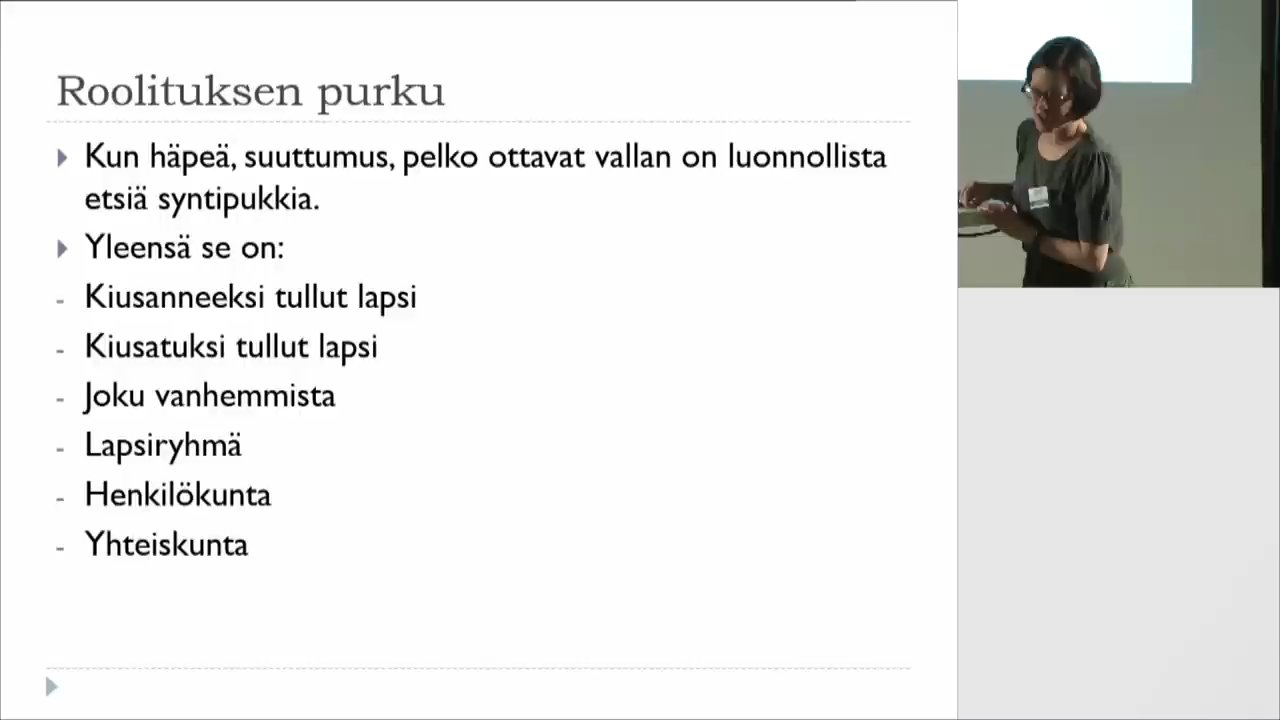 Roolituksen purku
Kun häpeä, suuttumus, pelko ottavat vallan on luonnollista
etsiä syntipukkia.
Yleensä se on:
- Kiusanneeksi tullut lapsi
- Kiusatuksi tullut lapsi
- Joku vanhemmista
- Lapsiryhmä
- Henkilökunta
- Yhteiskunta